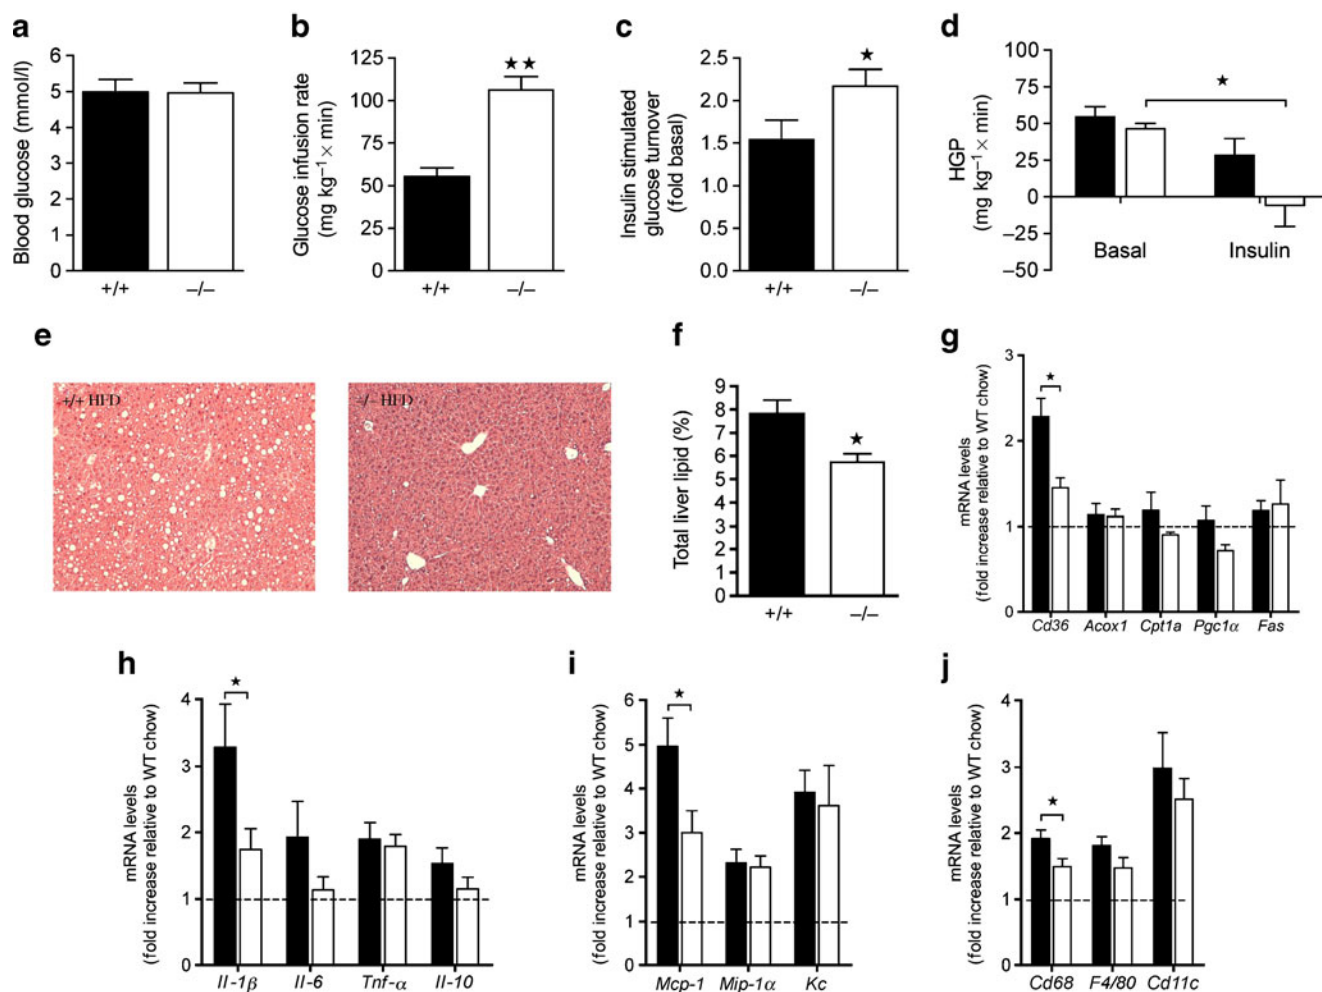 a
Blood glucose (mmol/l)
6
5
4
3
2
1
0
+/+ –/–
b
Glucose infusion rate
(mg kg⁻¹ × min)
125
100
75
50
25
0
★★
+/+ –/–
c
Insulin stimulated
glucose turnover
(fold basal)
2.5
2.0
1.5
1.0
0.5
0.0
★
+/+ –/–
d
HGP
(mg kg⁻¹ × min)
100
75
50
25
0
–25
–50
★
Basal Insulin
e
+/+ HFD
-/- HFD
f
Total liver lipid (%)
9
8
7
6
5
4
3
2
1
0
★
+/+ –/–
g
mRNA levels
(fold increase relative to WT chow)
3
2
1
0
★
Cd36 Acox1 Cpt1a Pgc1α Fas
h
mRNA levels
(fold increase relative to WT chow)
4
3
2
1
0
★
Il-1β Il-6 Tnf-α Il-10
i
mRNA levels
(fold increase relative to WT chow)
6
5
4
3
2
1
0
★
Mcp-1 Mip-1α Kc
j
mRNA levels
(fold increase relative to WT chow)
4
3
2
1
0
★
Cd68 F4/80 Cd11c